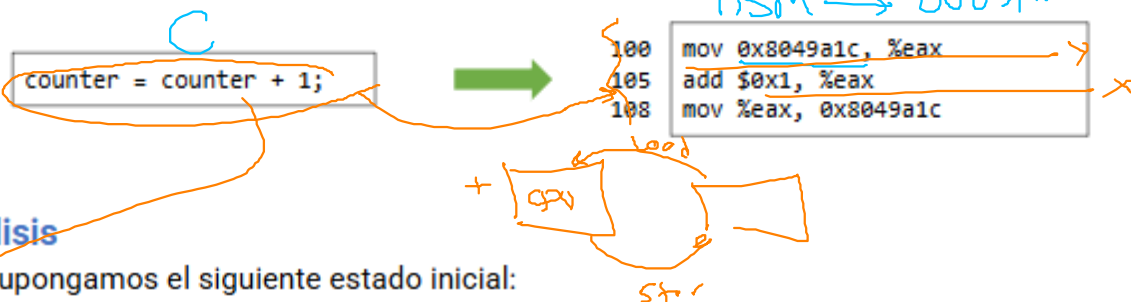 C
counter = counter + 1;
100 mov 0x8049a1c, %eax
105 add $0x1, %eax
108 mov %eax, 0x8049a1c
load
+ CPU
upongamos el siguiente estado inicial: